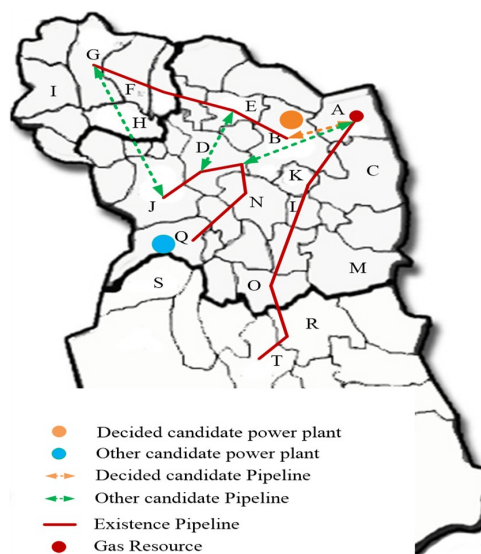 G
I
F
H
E
A
B
D
K
C
J
N
I
Q
M
S
O
R
T
Decided candidate power plant
Other candidate power plant
Decided candidate Pipeline
Other candidate Pipeline
Existence Pipeline
Gas Resource